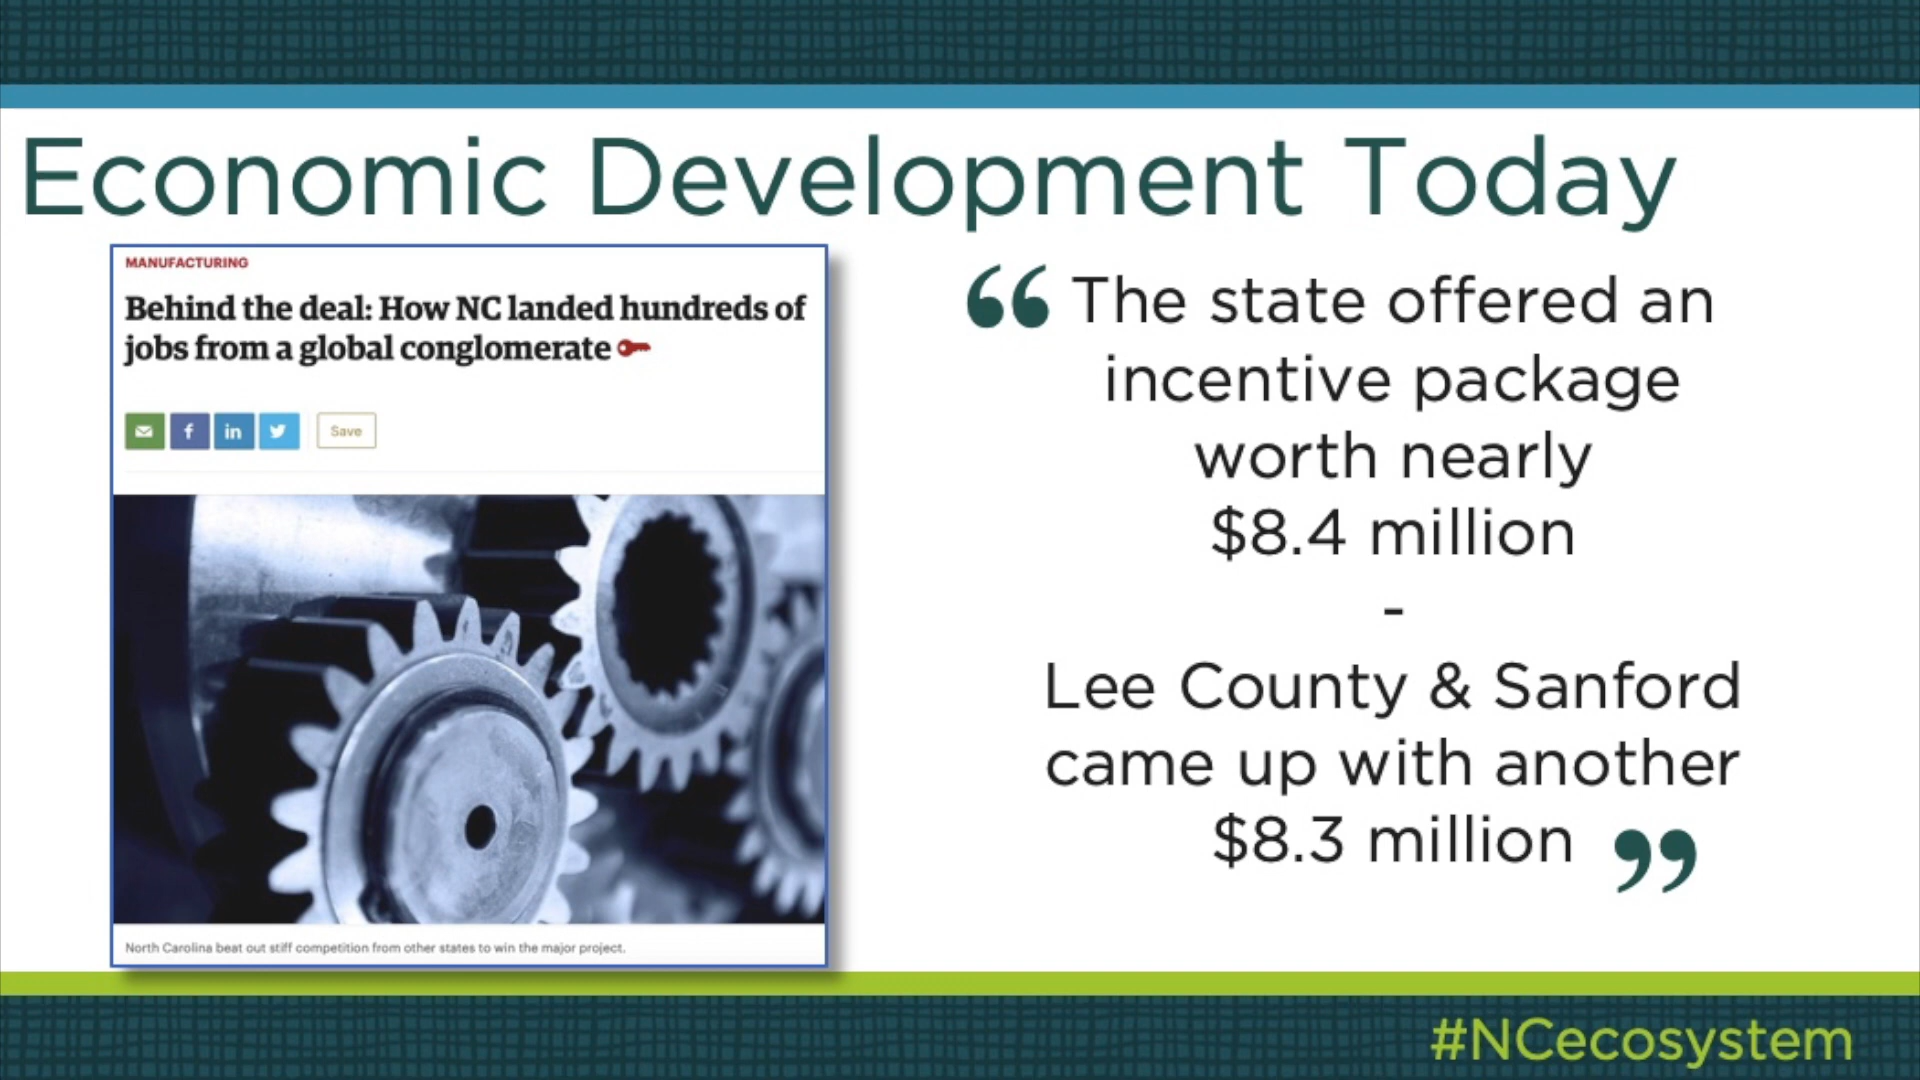 Economic Development Today
MANUFACTURING
Behind the deal: How NC landed hundreds of
jobs from a global conglomerate
f in Save
North Carolina beat out stiff competition from other states to win the major project.
“ The state offered an
incentive package
worth nearly
$8.4 million
-
Lee County & Sanford
came up with another
$8.3 million ”
#NCecosystem